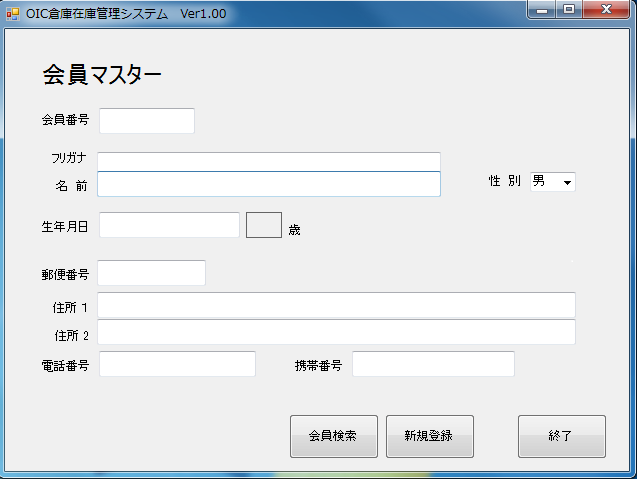 OIC倉庫在庫管理システム Ver1.00
会員マスター
会員番号
フリガナ
名 前
性 別 男
生年月日 歳
郵便番号
住所 1
住所 2
電話番号 携帯番号
会員検索 新規登録 終了